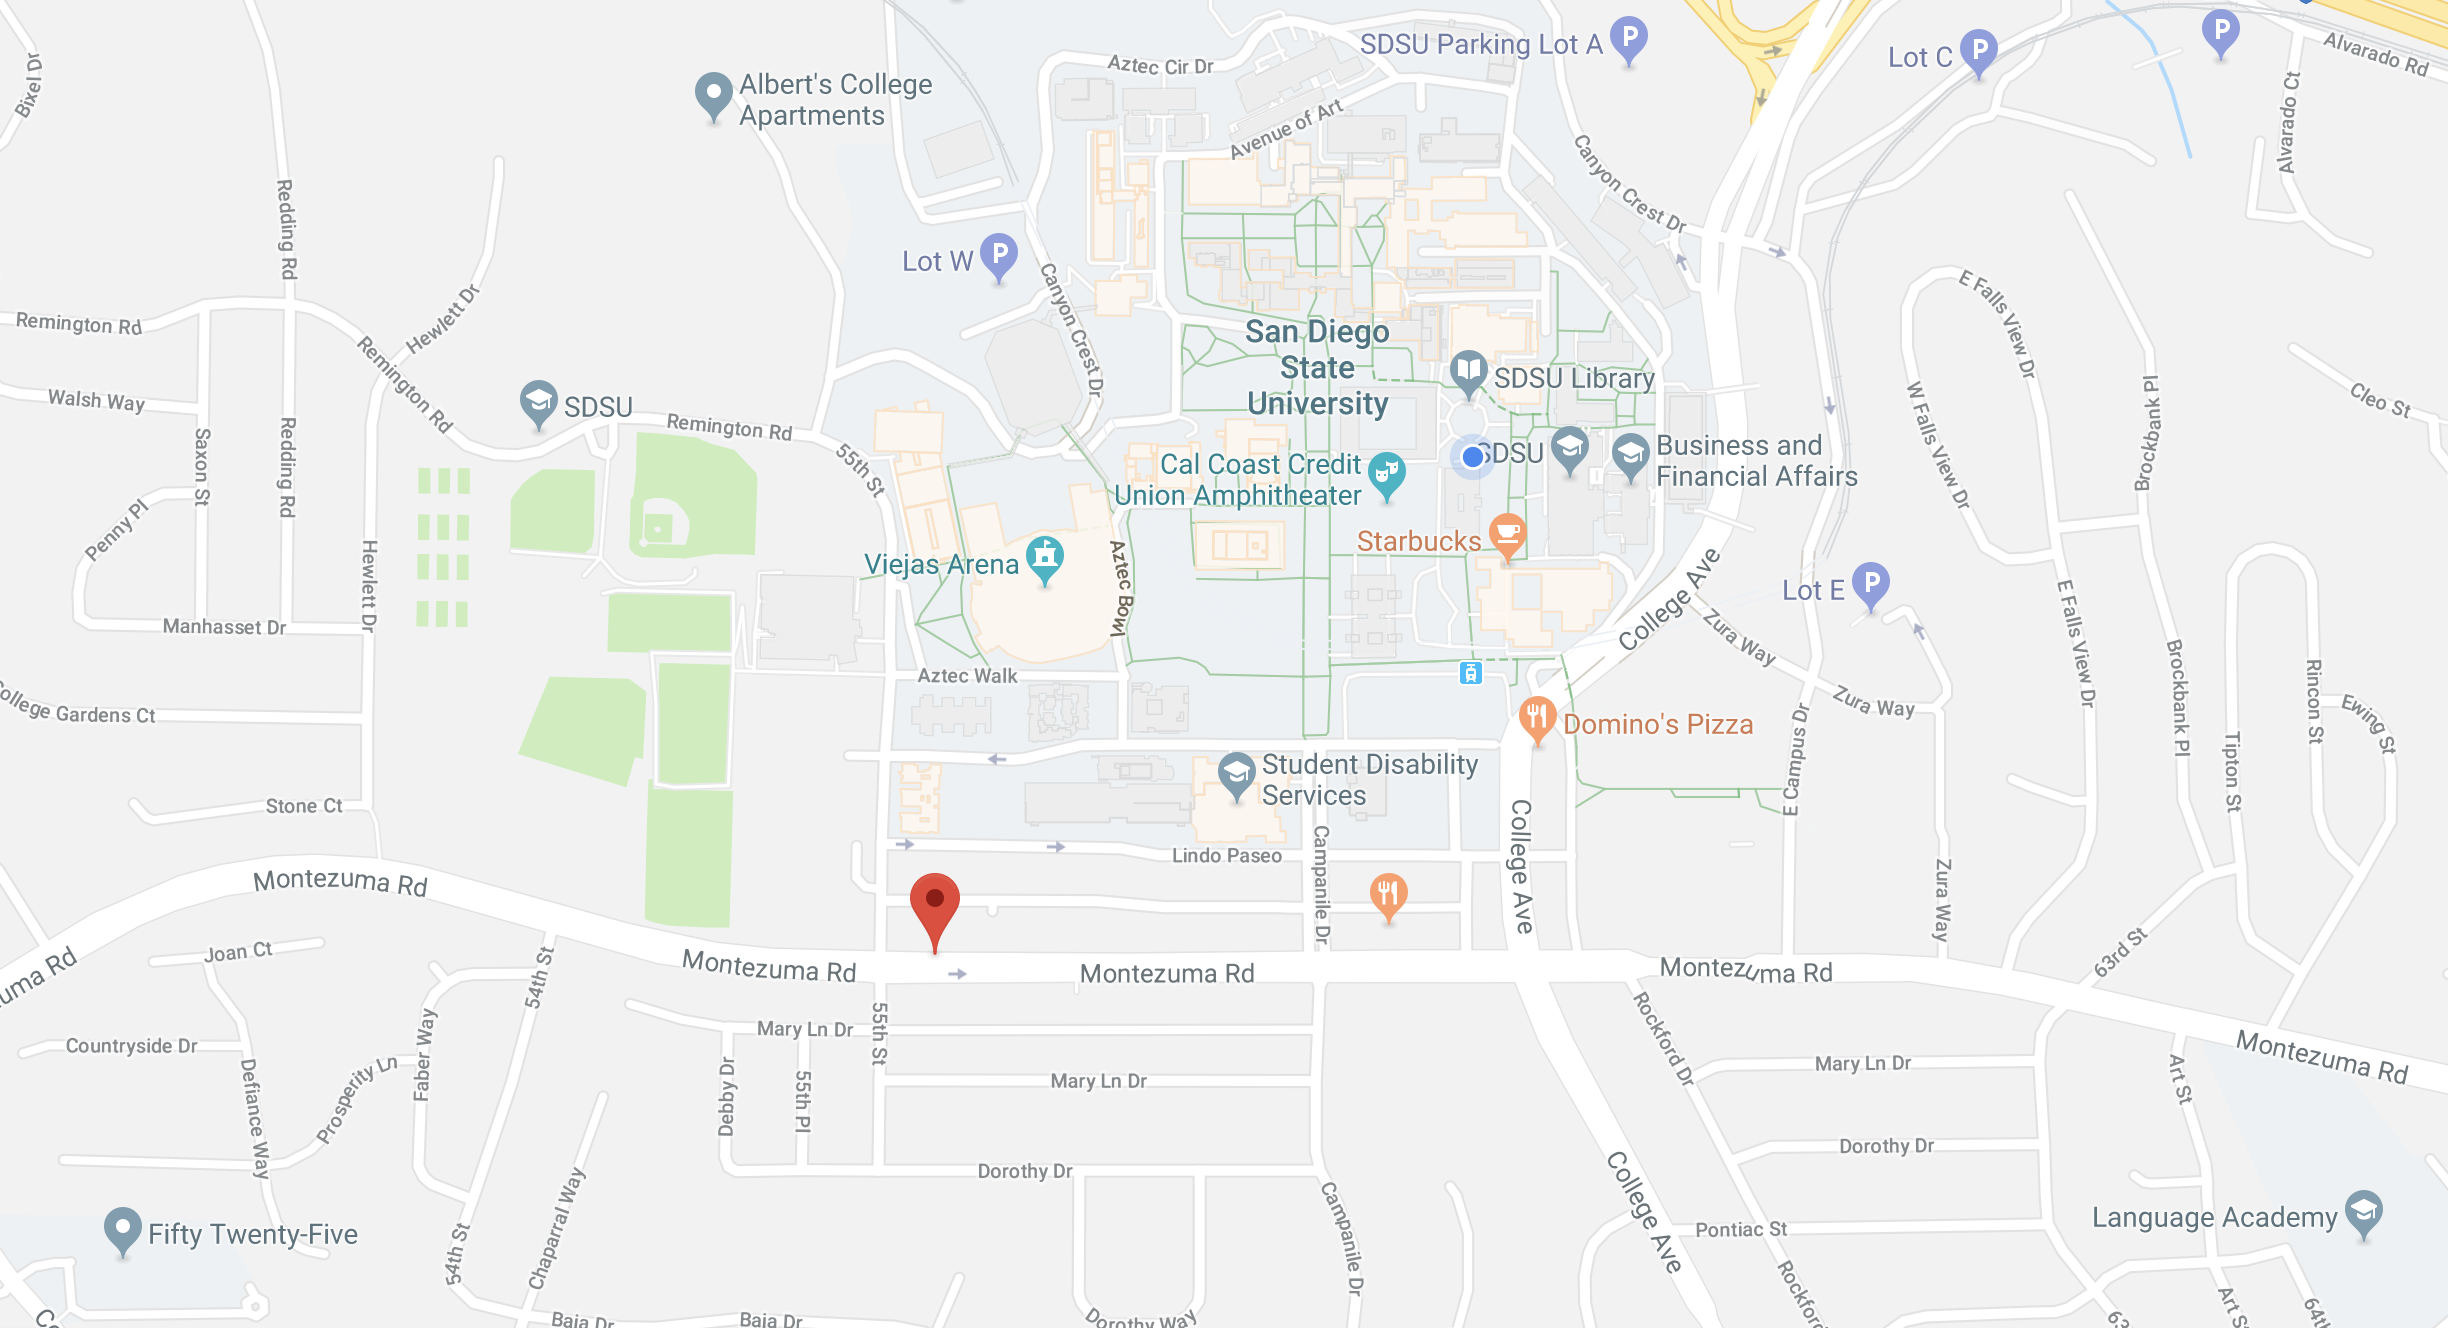 Bixel Dr
Albert's College
Apartments
Aztec Cir Dr
SDSU Parking Lot A
P
Lot C
P
P
Alvarado Rd
Alvarado Ct
Avenue of Art
Canyon Crest Dr
Redding Rd
Lot W
P
Canyon Crest Dr
Hewlett Dr
Remington Rd
Remington Rd
Walsh Way
SDSU
Remington Rd
55th St
Saxon St
Redding Rd
Penny Pl
Hewlett Dr
Manhasset Dr
College Gardens Ct
Stone Ct
San Diego
State
University
SDSU Library
SDSU
Business and
Financial Affairs
Cal Coast Credit
Union Amphitheater
Starbucks
Viejas Arena
Aztec Bowl
Aztec Walk
College Ave
Lot E
P
Zura Way
Zura Way
E Falls View Dr
W Falls View Dr
E Falls View Dr
Brockbank Pl
Brockbank Pl
Cleo St
Rincon St
Ewing St
Tipton St
Domino's Pizza
Student Disability
Services
E Campus Dr
College Ave
Campanile Dr
Lindo Paseo
Zura Way
63rd St
Montezuma Rd
Montezuma Rd
Montezuma Rd
Montezuma Rd
Montezuma Rd
zuma Rd
Joan Ct
54th St
Countryside Dr
Defiance Way
Prosperity Ln
Faber Way
Mary Ln Dr
55th St
Debby Dr
55th Pl
Mary Ln Dr
Dorothy Dr
Rockford Dr
Mary Ln Dr
Art St
Dorothy Dr
College Ave
Pontiac St
Language Academy
Fifty Twenty-Five
54th St
Chaparral Way
Campanile Dr
Rockford
Baja Dr
Baja Dr
Dorothy Way
Co
63
Art St
64th